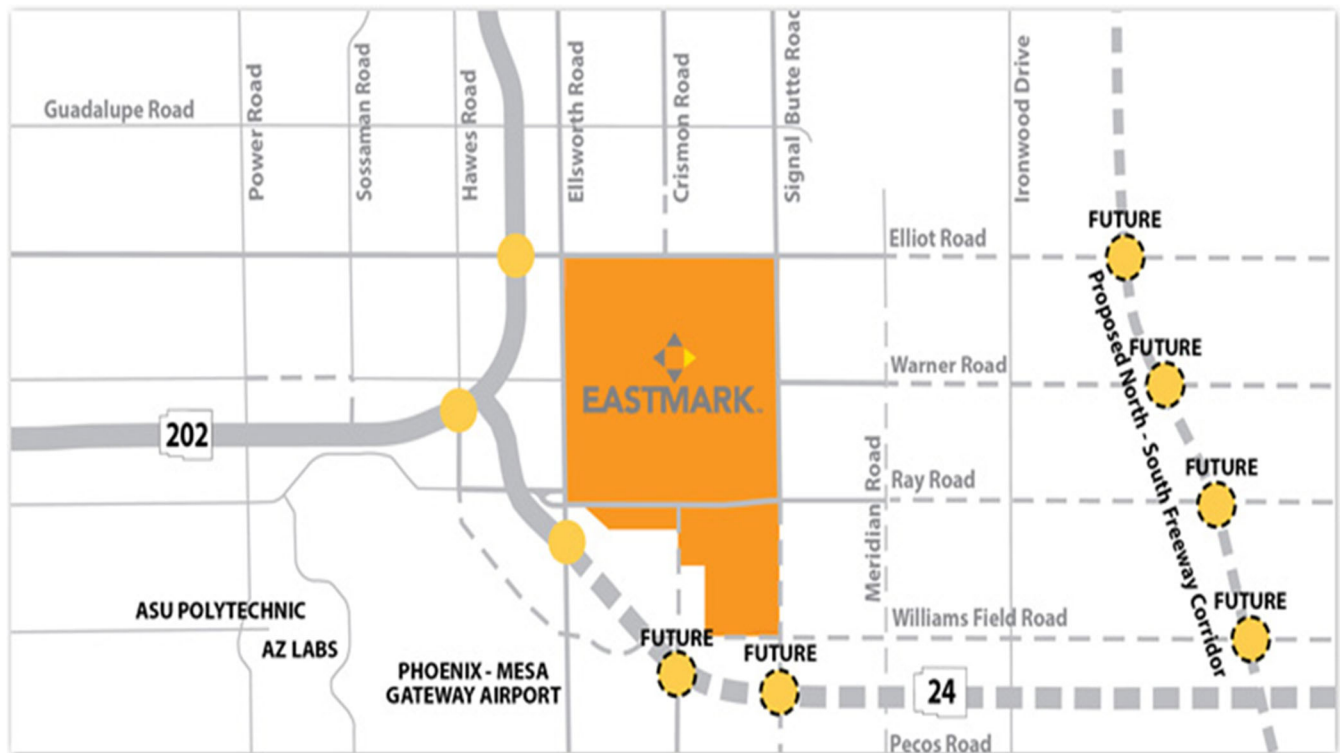 Guadalupe Road
Power Road
Sossaman Road
Hawes Road
Ellsworth Road
Crismon Road
Signal Butte Road
Ironwood Drive
FUTURE
Elliot Road
Proposed North - South Freeway Corridor
FUTURE
Warner Road
EASTMARK
202
FUTURE
Ray Road
Meridian Road
ASU POLYTECHNIC
AZ LABS
FUTURE
Williams Field Road
FUTURE
FUTURE
PHOENIX - MESA
GATEWAY AIRPORT
24
Pecos Road